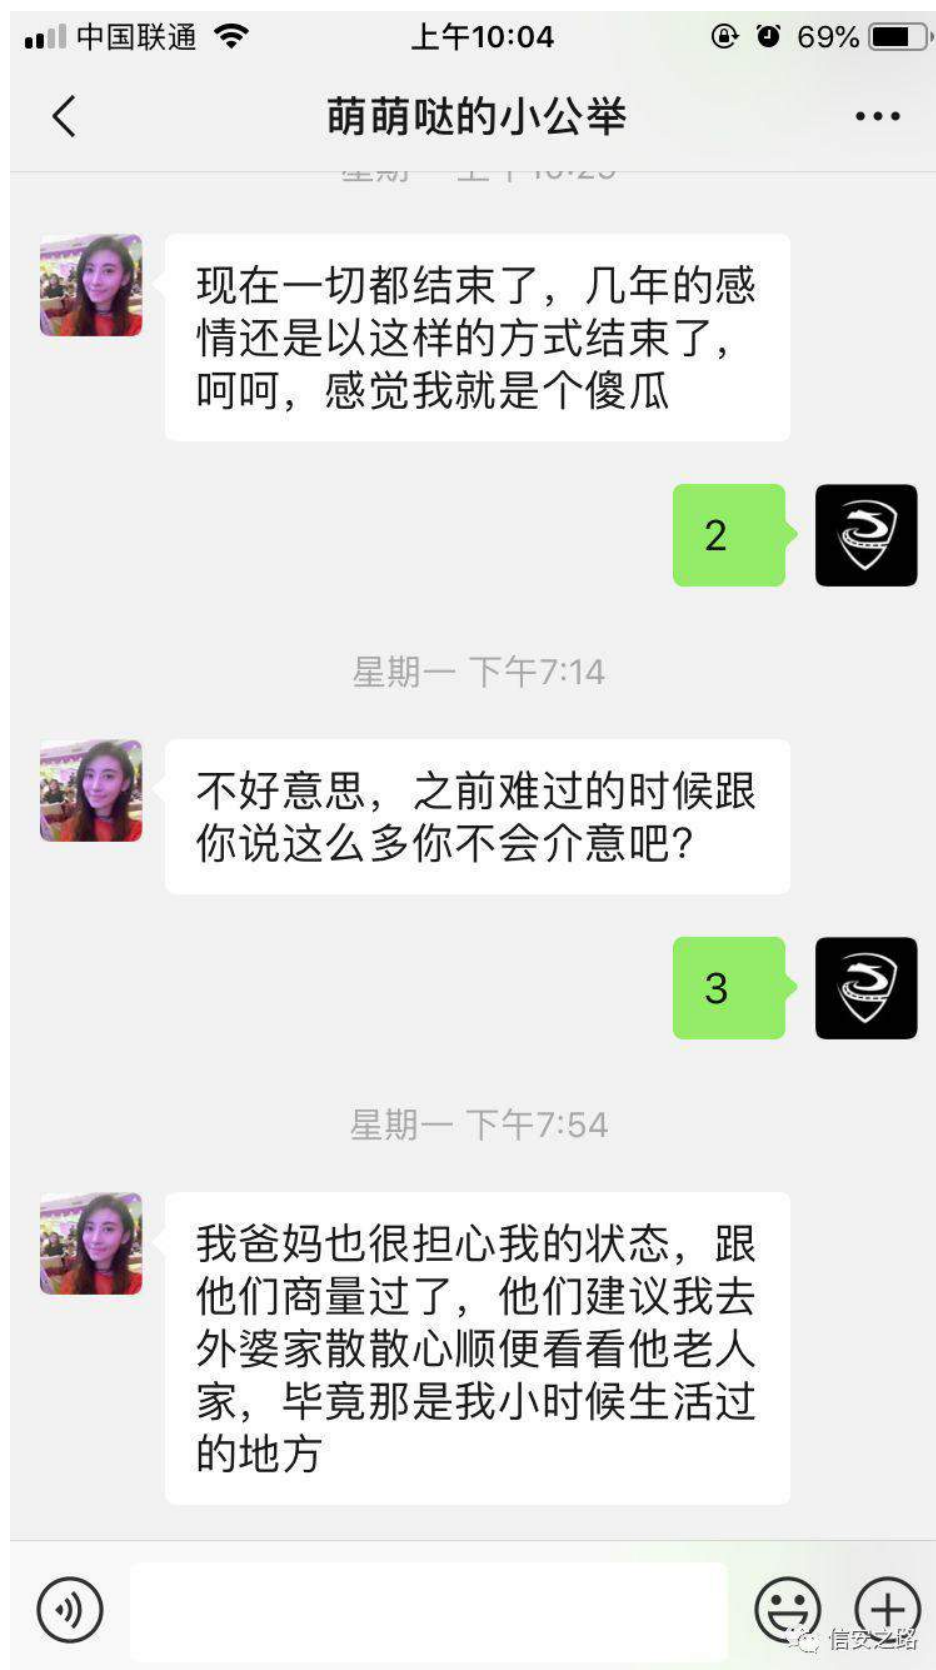 中国联通
上午10:04
69%
萌萌哒的小公举
现在一切都结束了，几年的感
情还是以这样的方式结束了，
呵呵，感觉我就是个傻瓜
2
星期一 下午7:14
不好意思，之前难过的时候跟
你说这么多你不会介意吧？
3
星期一 下午7:54
我爸妈也很担心我的状态，跟
他们商量过了，他们建议我去
外婆家散散心顺便看看他老人
家，毕竟那是我小时候生活过
的地方
信安之路